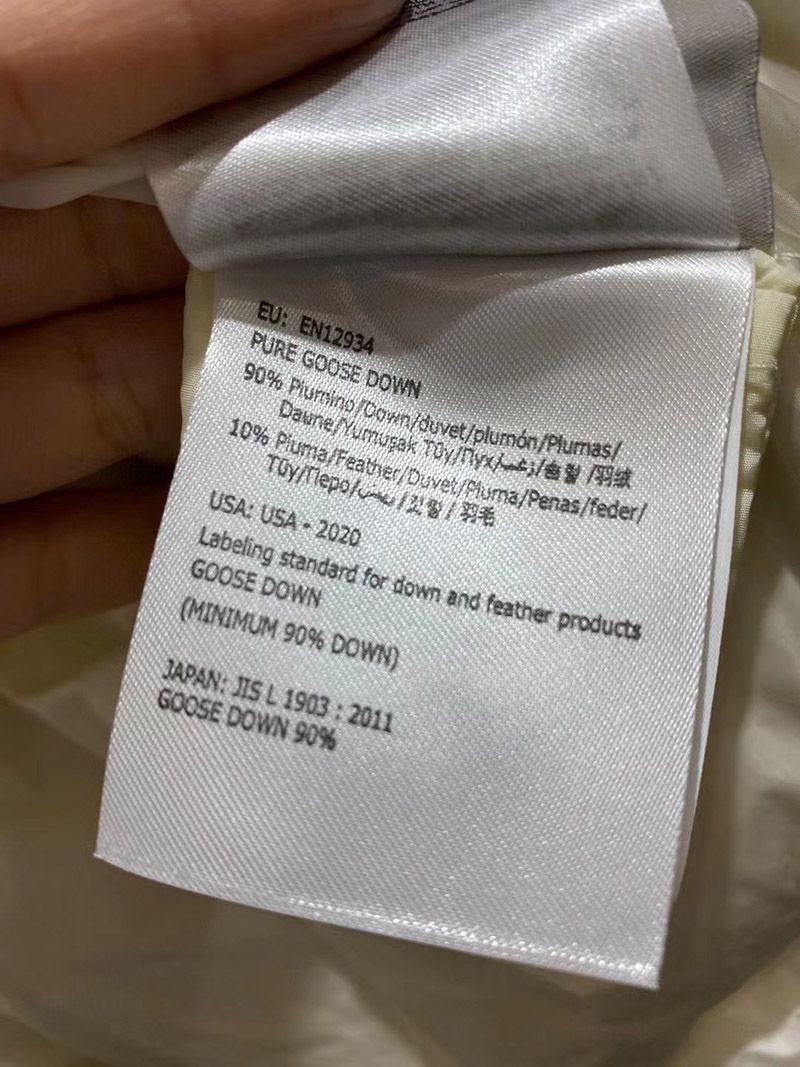 EU: EN12934
PURE GOOSE DOWN
90% Piumino/Down/duvet/plumón/Plumas/
Daune/Yumuşak Tüy/Пух/زغب/솜털/羽绒
10% Piuma/Feather/Duvet/Pluma/Penas/feder/
Tüy/Перо/ريش/깃털/羽毛
USA: USA - 2020
Labeling standard for down and feather products
GOOSE DOWN
(MINIMUM 90% DOWN)
JAPAN: JIS L 1903 : 2011
GOOSE DOWN 90%